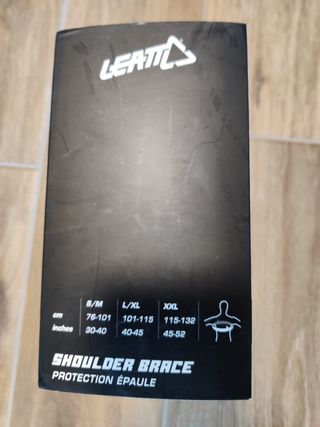 LEATT
S/M L/XL XXL
cm 76-101 101-115 115-132
inches 30-40 40-45 45-52
SHOULDER BRACE
PROTECTION ÉPAULE